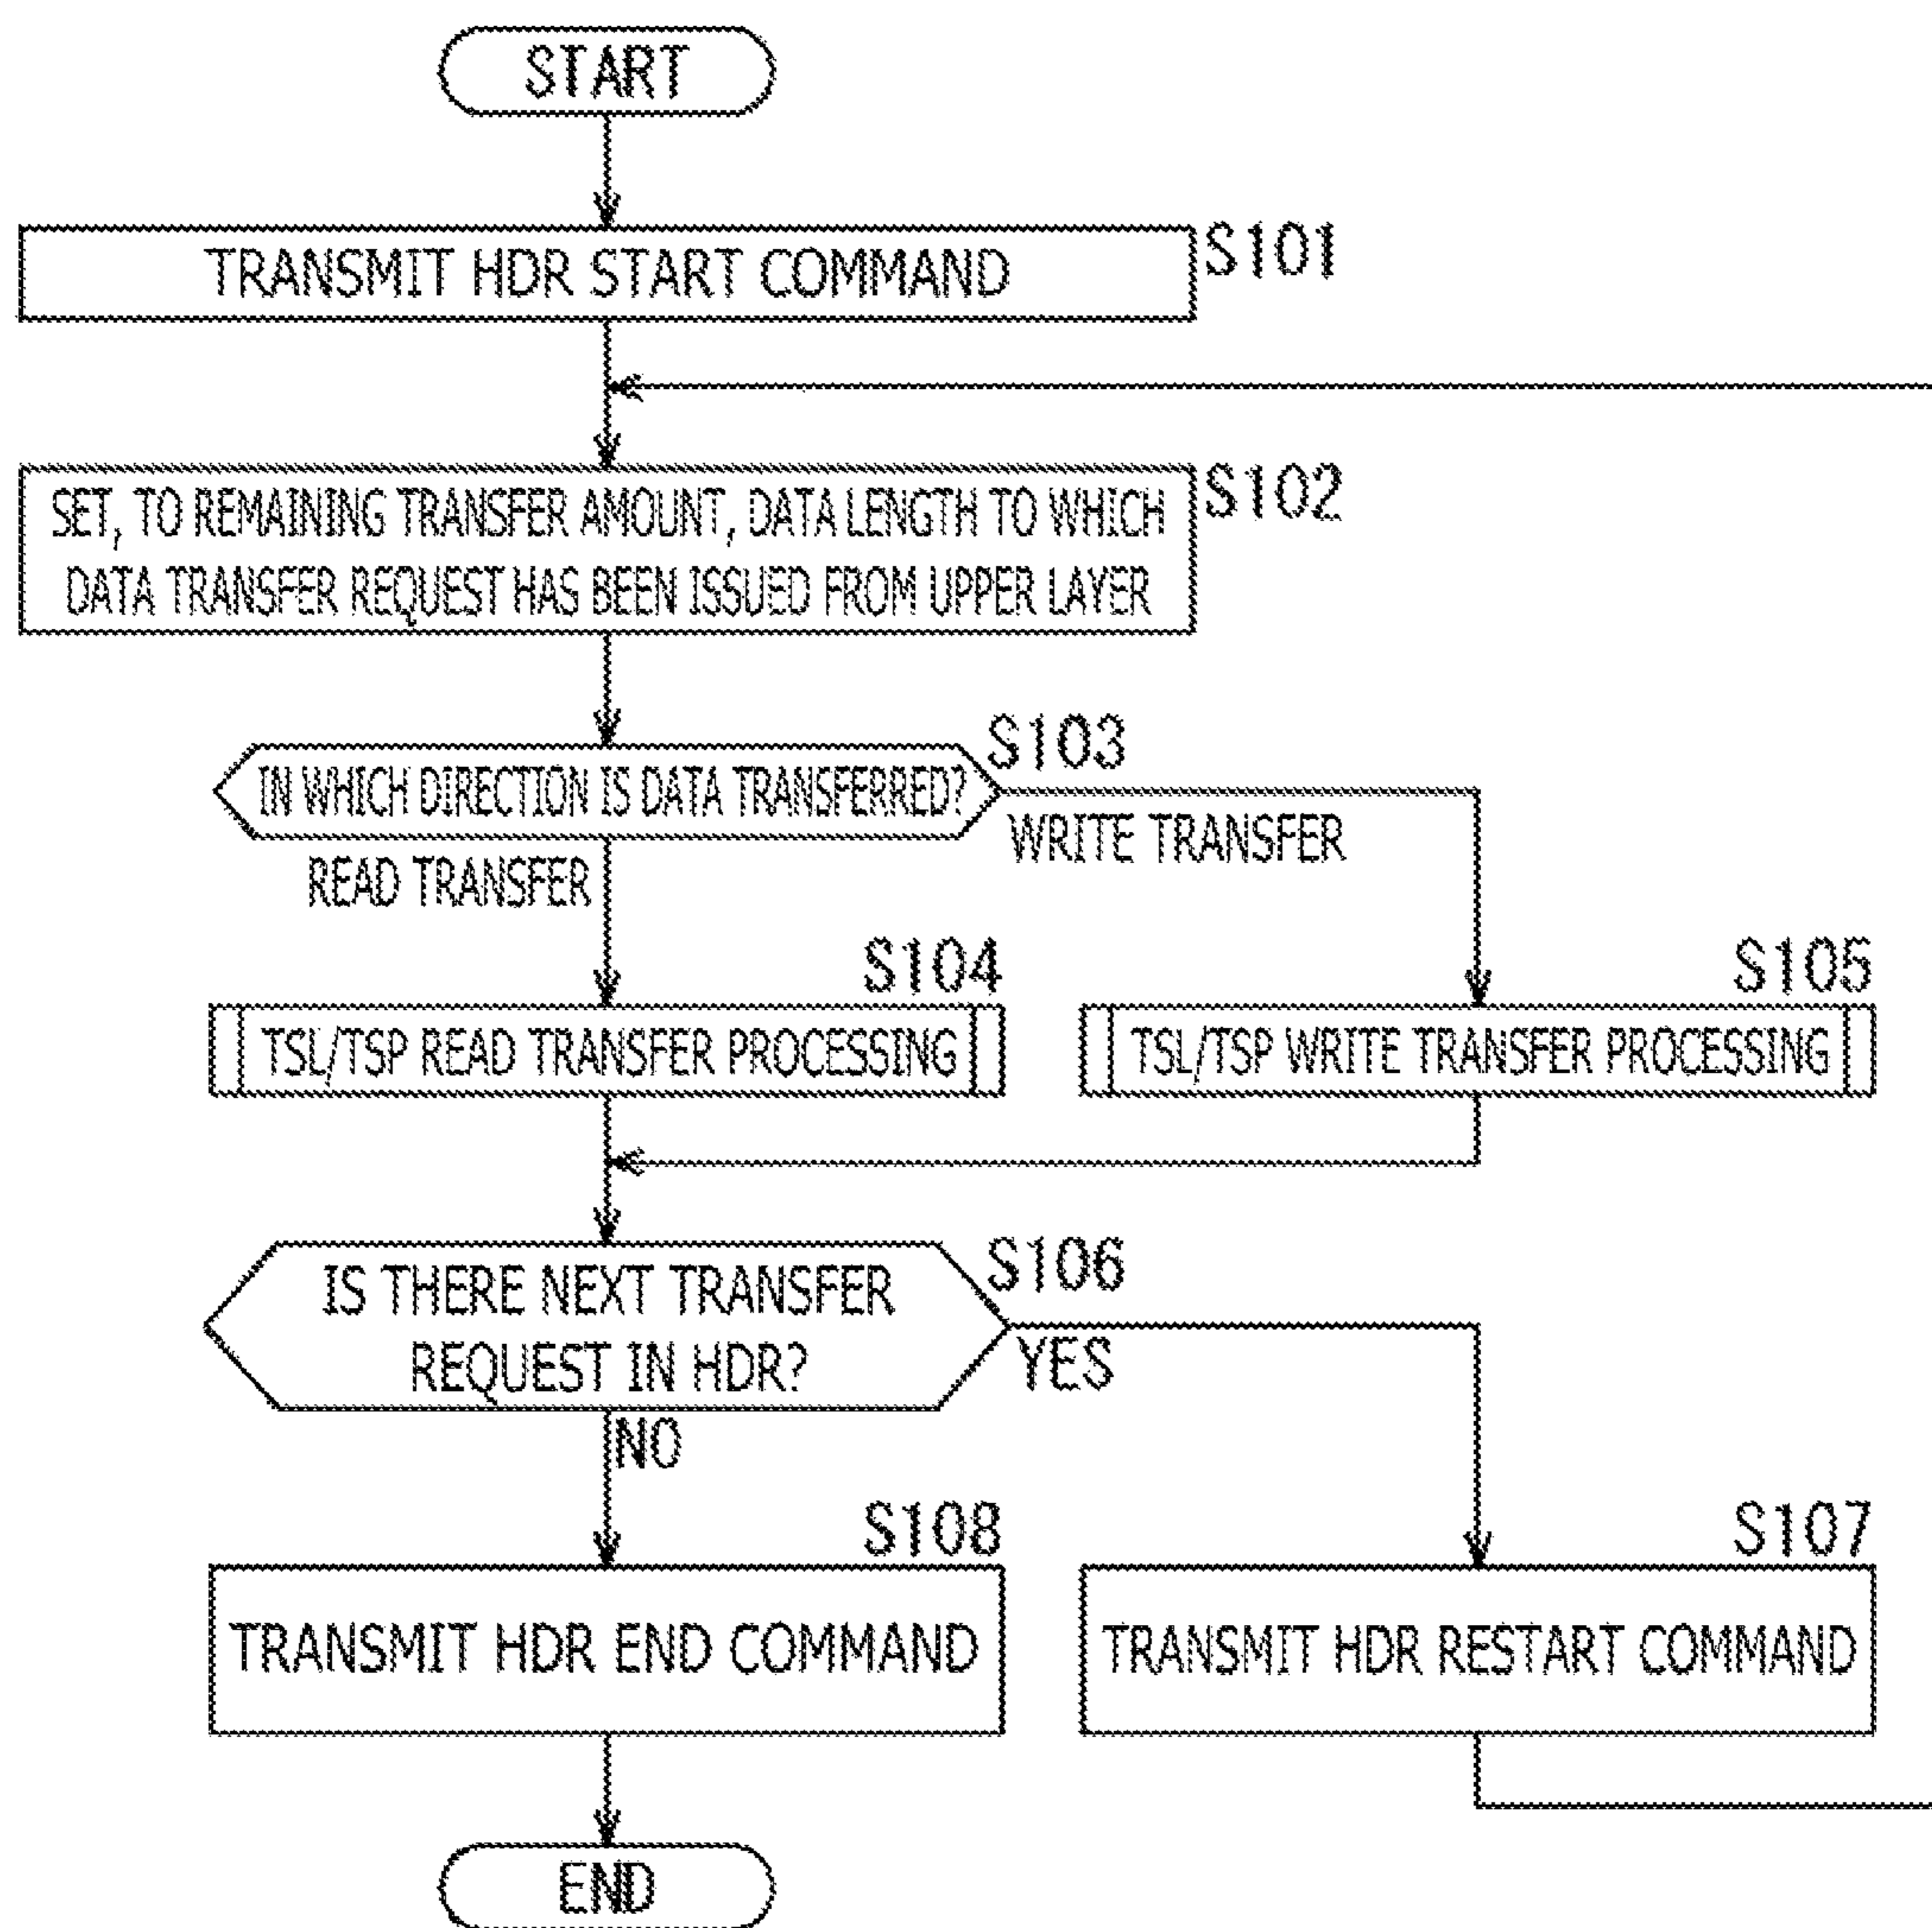 START
TRANSMIT HDR START COMMAND
S101
SET, TO REMAINING TRANSFER AMOUNT, DATA LENGTH TO WHICH
DATA TRANSFER REQUEST HAS BEEN ISSUED FROM UPPER LAYER
S102
IN WHICH DIRECTION IS DATA TRANSFERRED?
S103
WRITE TRANSFER
READ TRANSFER
S104
TSL/TSP READ TRANSFER PROCESSING
S105
TSL/TSP WRITE TRANSFER PROCESSING
IS THERE NEXT TRANSFER
REQUEST IN HDR?
S106
YES
NO
S108
TRANSMIT HDR END COMMAND
S107
TRANSMIT HDR RESTART COMMAND
END